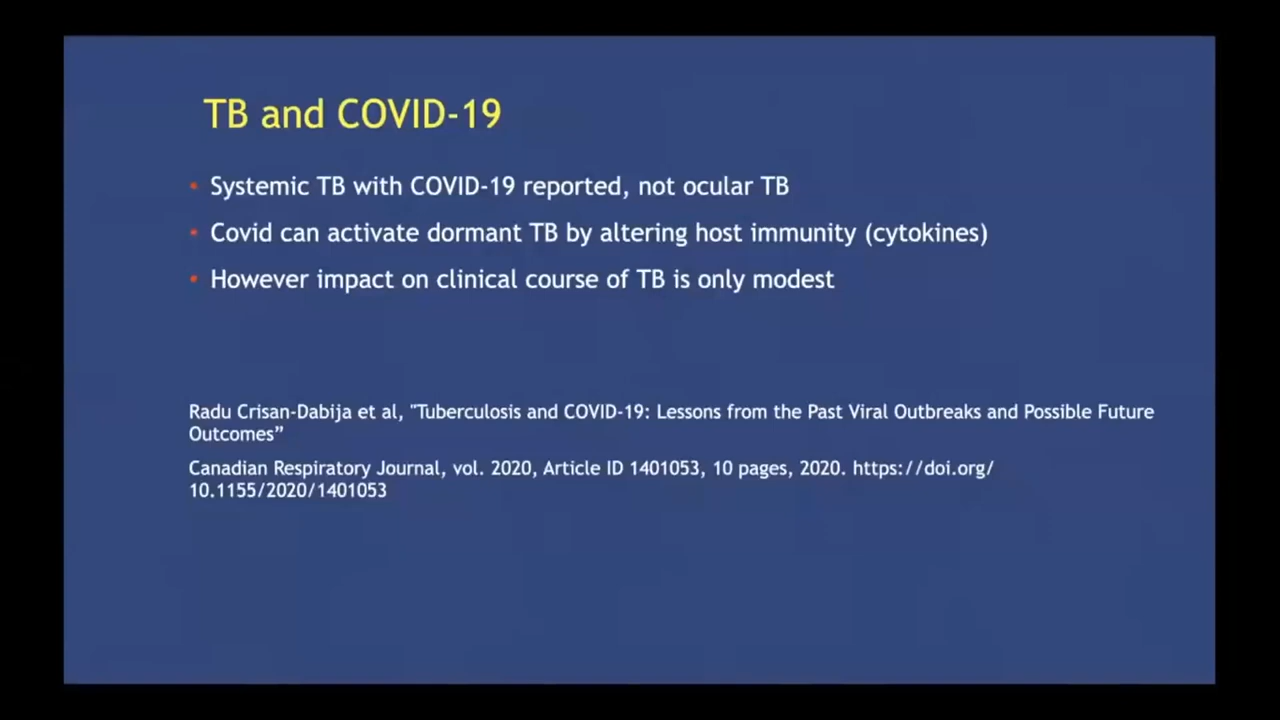 TB and COVID-19
• Systemic TB with COVID-19 reported, not ocular TB
• Covid can activate dormant TB by altering host immunity (cytokines)
• However impact on clinical course of TB is only modest
Radu Crisan-Dabija et al, "Tuberculosis and COVID-19: Lessons from the Past Viral Outbreaks and Possible Future
Outcomes”
Canadian Respiratory Journal, vol. 2020, Article ID 1401053, 10 pages, 2020. https://doi.org/
10.1155/2020/1401053